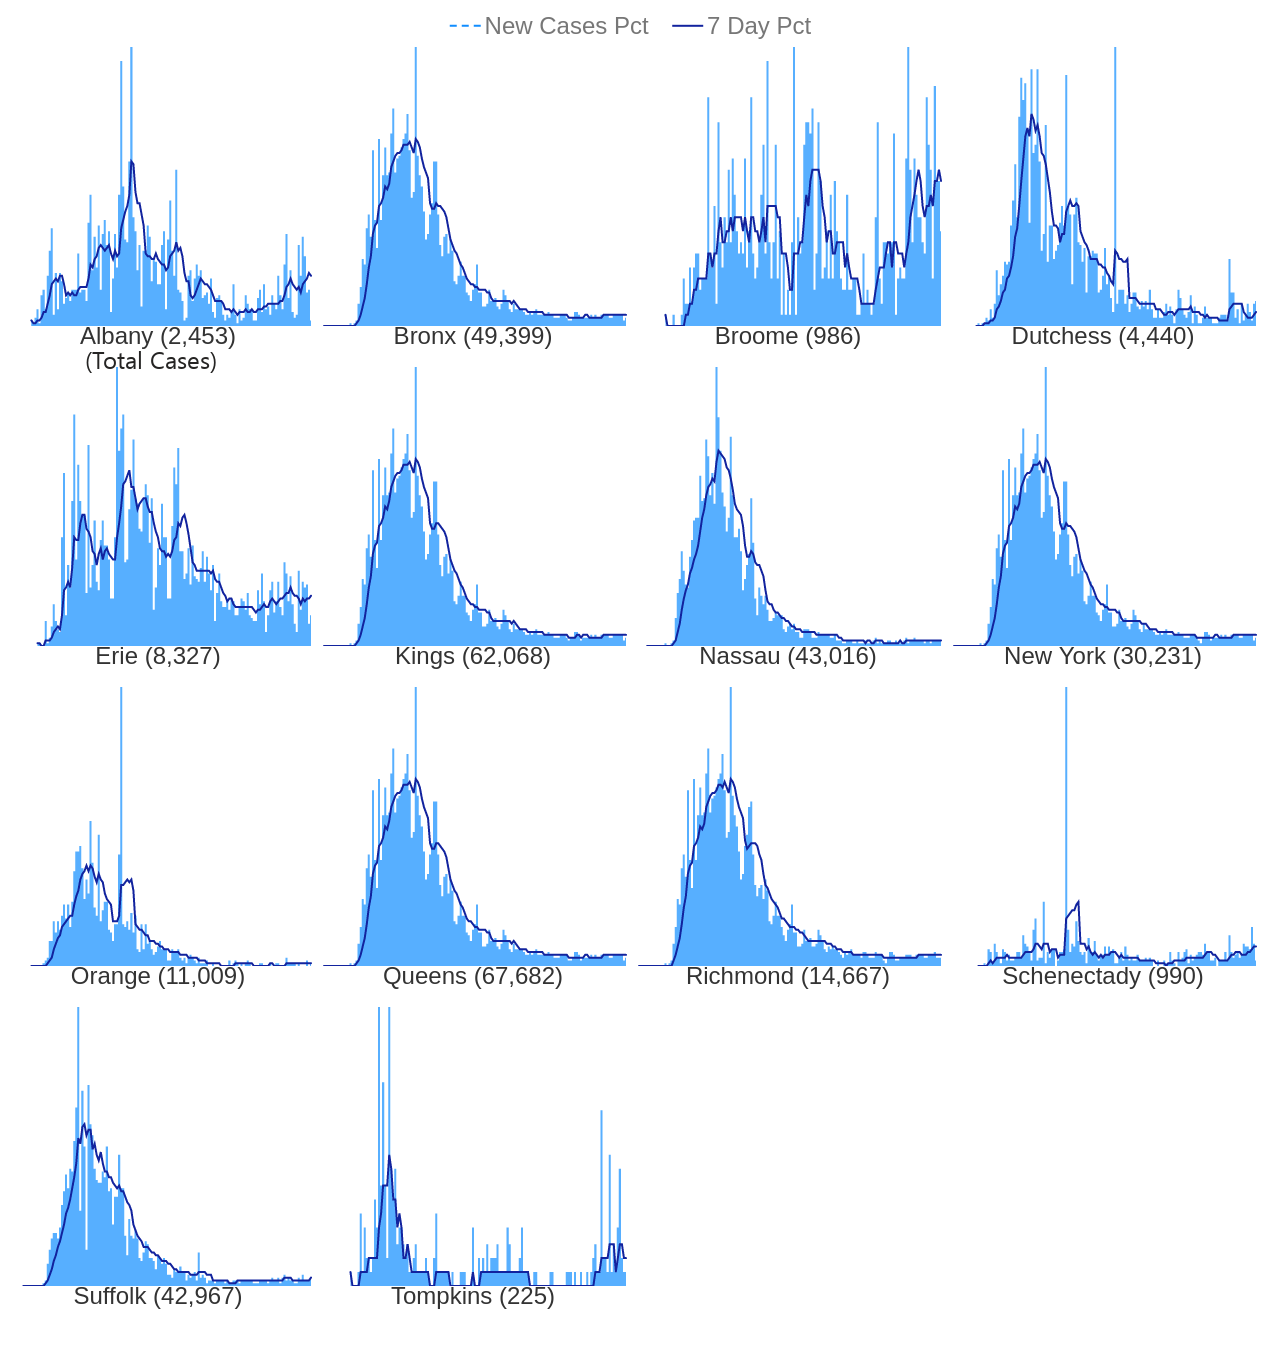 New Cases Pct 7 Day Pct
Albany (2,453)
(Total Cases)
Bronx (49,399)
Broome (986)
Dutchess (4,440)
Erie (8,327)
Kings (62,068)
Nassau (43,016)
New York (30,231)
Orange (11,009)
Queens (67,682)
Richmond (14,667)
Schenectady (990)
Suffolk (42,967)
Tompkins (225)